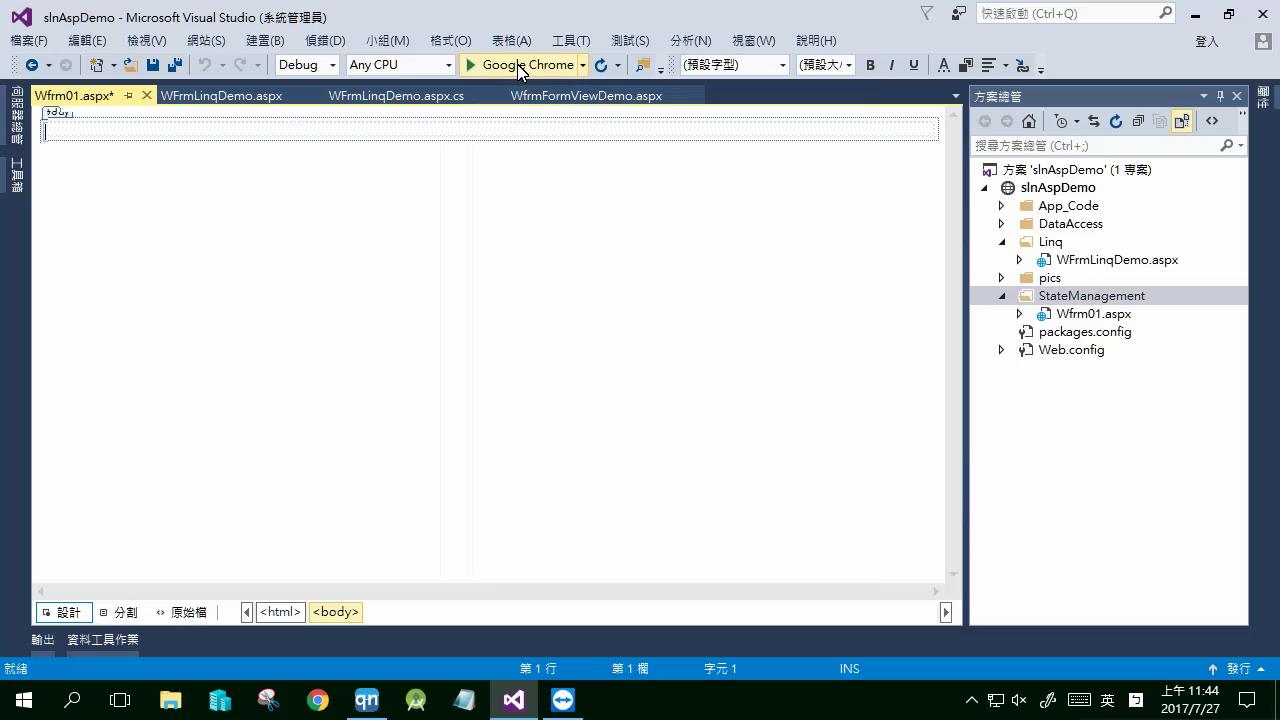 slnAspDemo - Microsoft Visual Studio (系統管理員)
快速啟動 (Ctrl+Q)
檔案(F) 編輯(E) 檢視(V) 網站(S) 建置(B) 偵錯(D) 小組(M) 格式(O) 表格(A) 工具(T) 測試(S) 分析(N) 視窗(W) 說明(H)
登入
Debug Any CPU Google Chrome (預設字型) (預設大 A B I U
Wfrm01.aspx* WFrmLinqDemo.aspx WFrmLinqDemo.aspx.cs WfrmFormViewDemo.aspx
伺服器總管
工具箱
body
方案總管
搜尋方案總管 (Ctrl+;)
方案 'slnAspDemo' (1 專案)
slnAspDemo
App_Code
DataAccess
Linq
WFrmLinqDemo.aspx
pics
StateManagement
Wfrm01.aspx
packages.config
Web.config
設計 分割 原始檔 <html> <body>
輸出 資料工具作業
就緒 第 1 行 第 1 欄 字元 1 INS 發行
qn 英
上午 11:44
2017/7/27